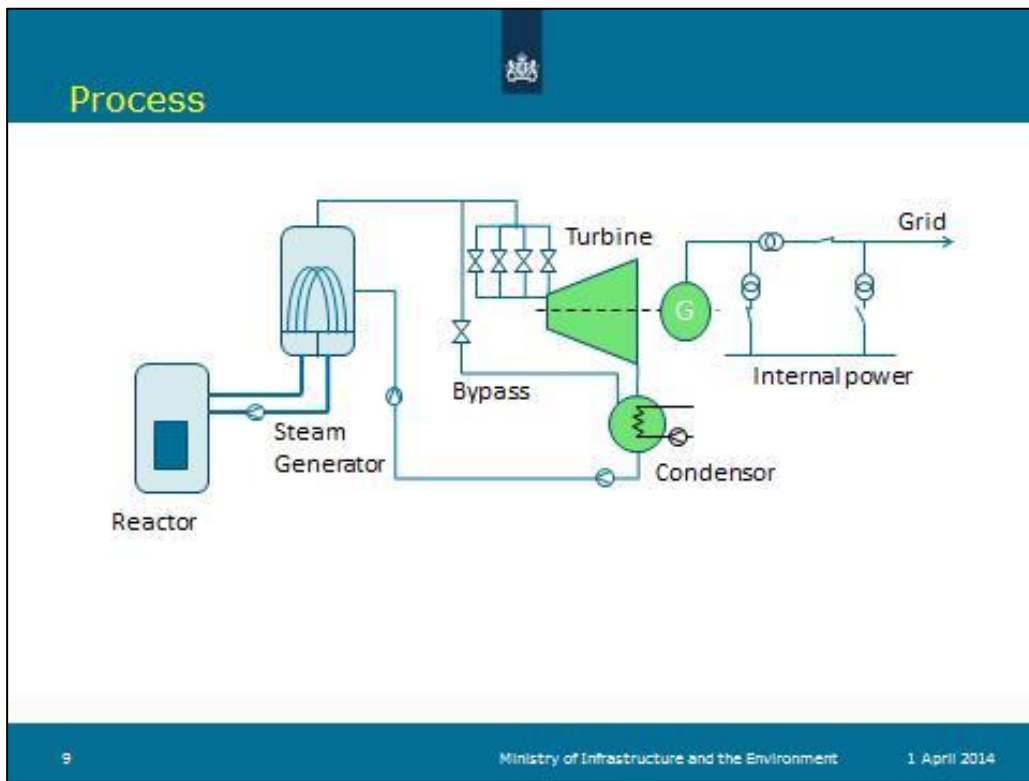 Process
Grid
Turbine
G
Internal power
Bypass
Steam
Generator
Condensor
Reactor
9
Ministry of Infrastructure and the Environment
1 April 2014